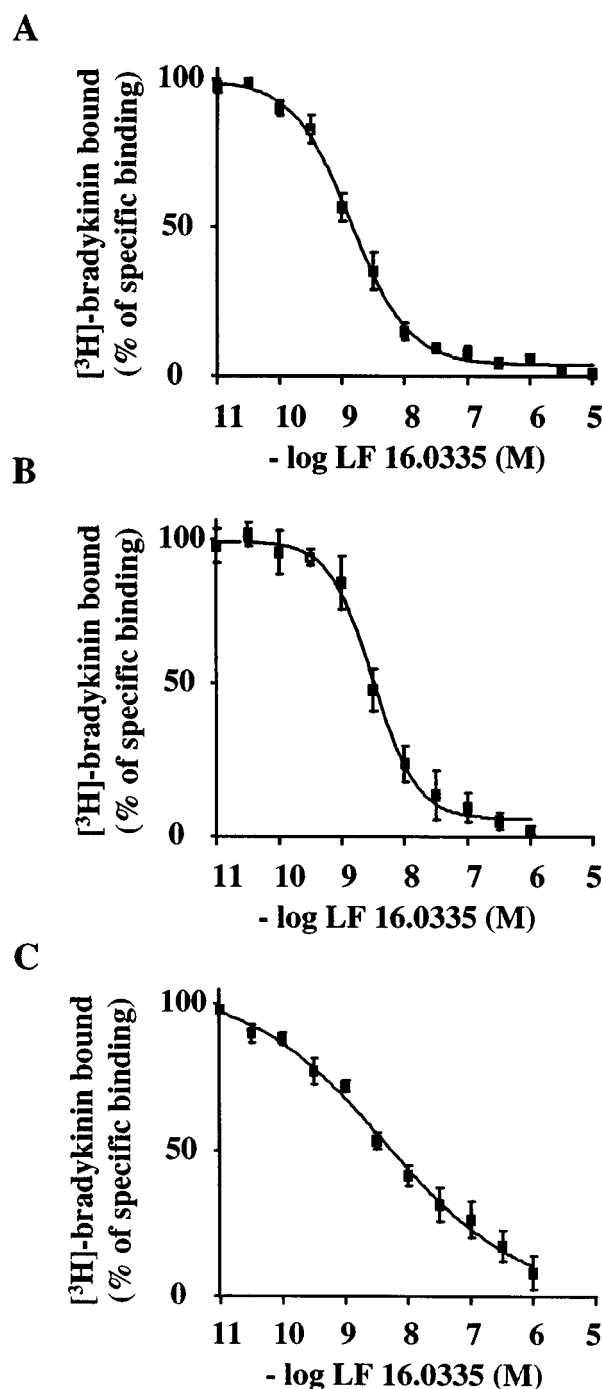 A
[³H]-bradykinin bound
(% of specific binding)
100
50
0
11 10 9 8 7 6 5
- log LF 16.0335 (M)
B
[³H]-bradykinin bound
(% of specific binding)
100
50
0
11 10 9 8 7 6 5
- log LF 16.0335 (M)
C
[³H]-bradykinin bound
(% of specific binding)
100
50
0
11 10 9 8 7 6 5
- log LF 16.0335 (M)